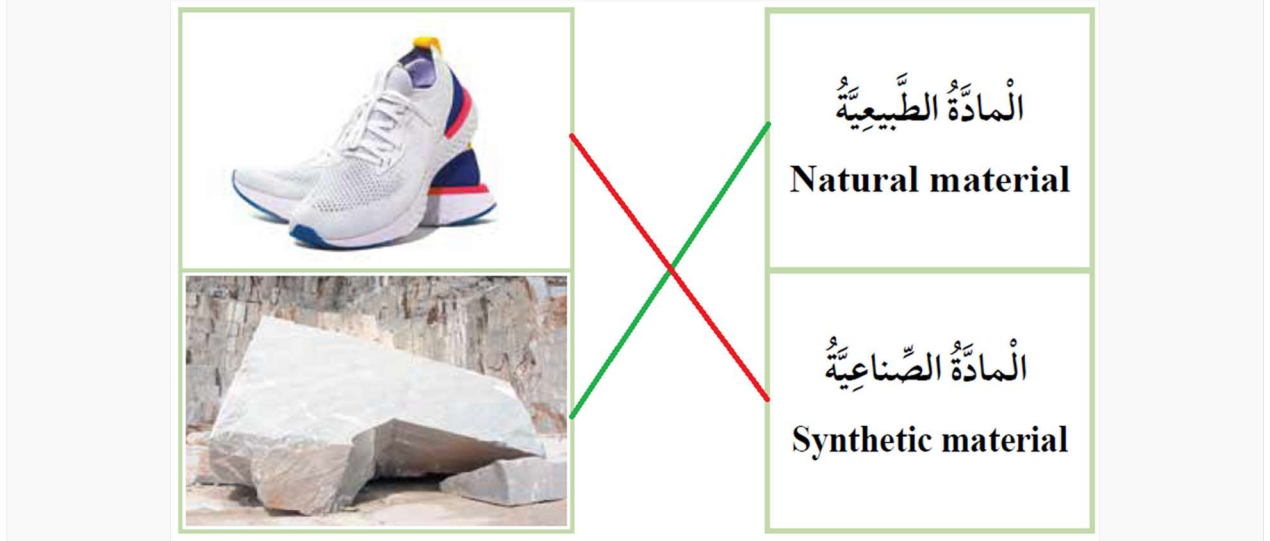 الْمادَّةُ الطَّبيعِيَّةُ
Natural material
الْمادَّةُ الصِّناعِيَّةُ
Synthetic material